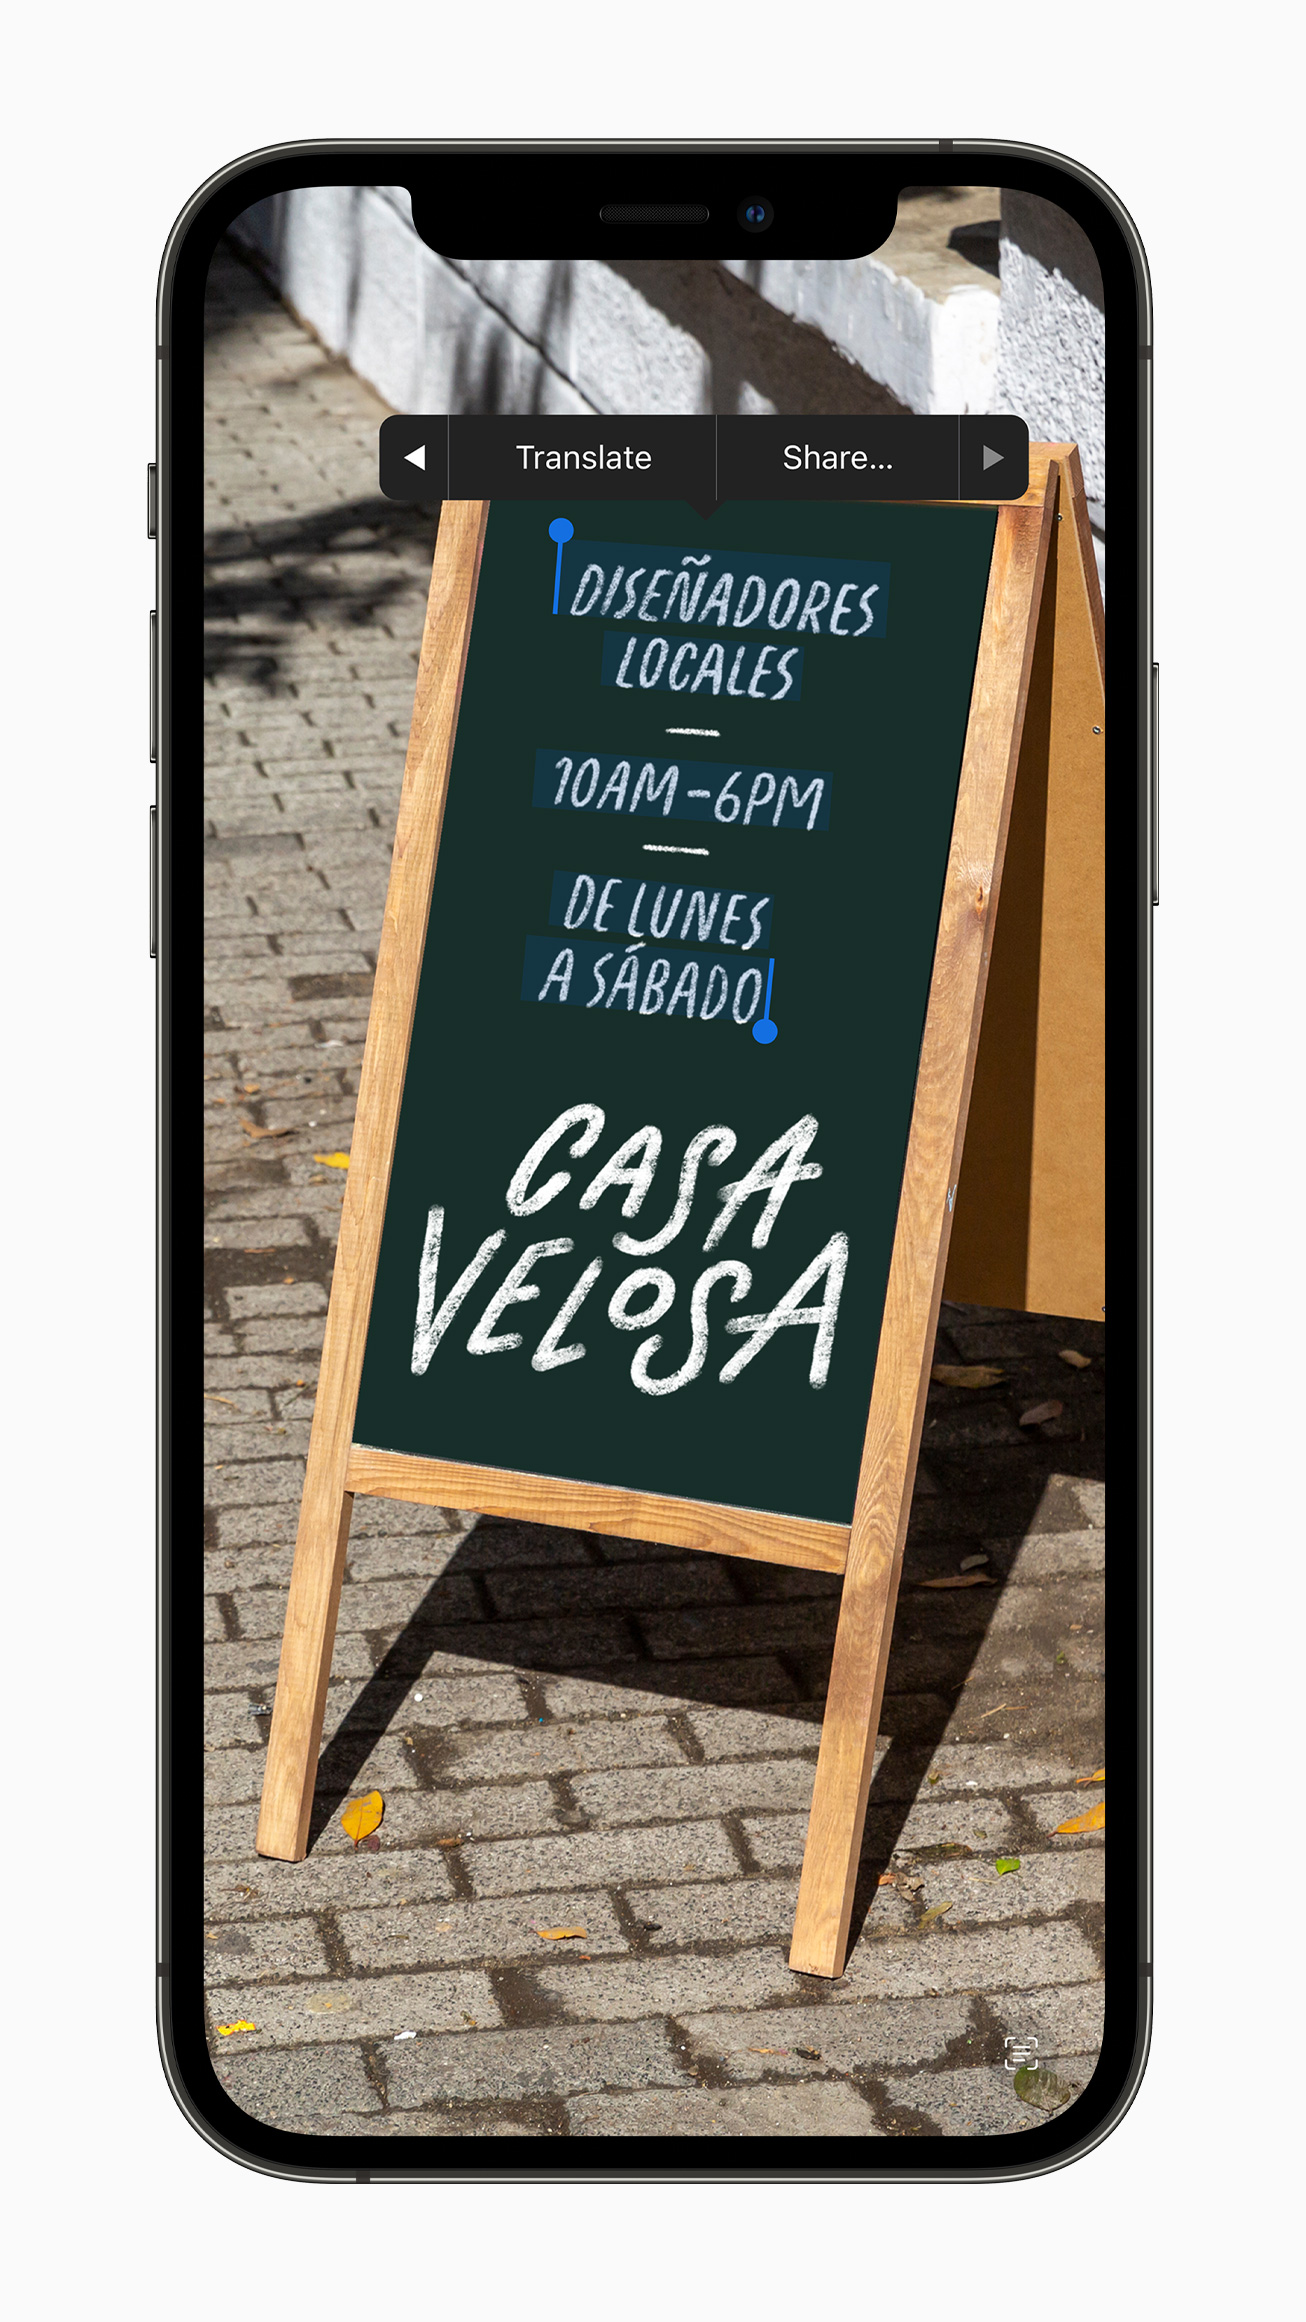 Translate
Share...
DISEÑADORES
LOCALES
10AM-6PM
DE LUNES
A SÁBADO
CASA
VELOSA